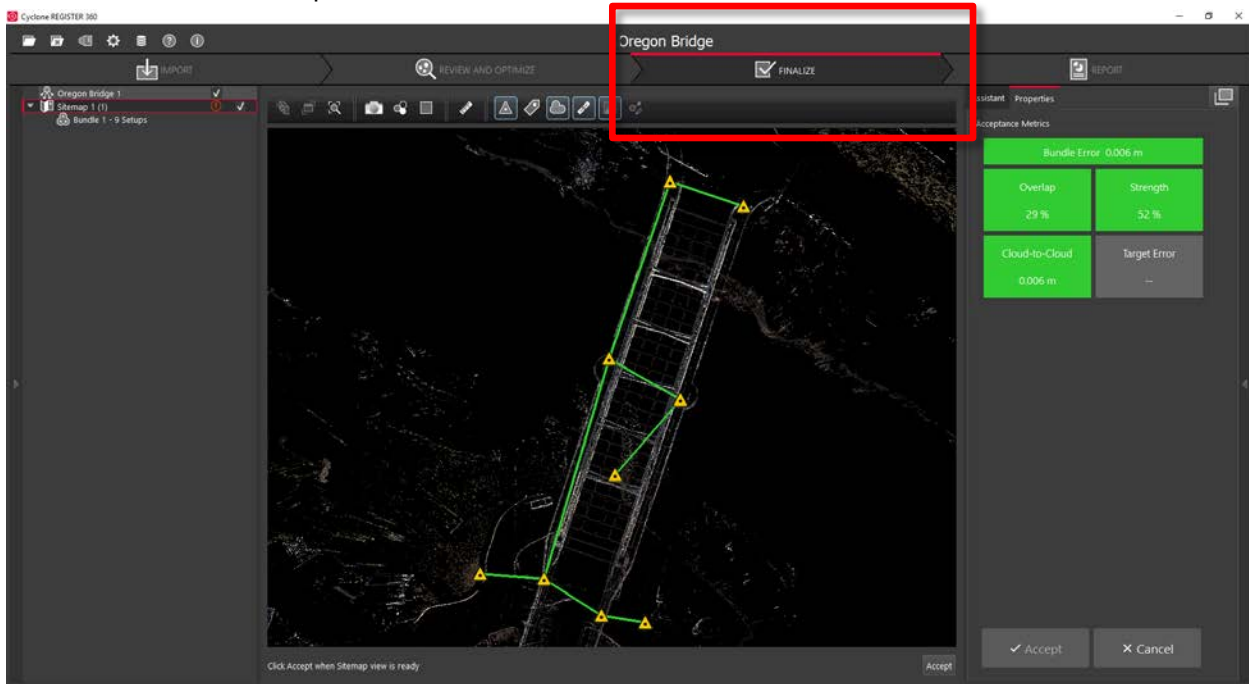 Cyclone REGISTER 360
Oregon Bridge
IMPORT
REVIEW AND OPTIMIZE
FINALIZE
REPORT
Oregon Bridge 1
Sitemap 1 (1)
Bundle 1 - 9 Setups
ssistant Properties
Acceptance Metrics
Bundle Error 0.006 m
Overlap
29 %
Strength
52 %
Cloud-to-Cloud
0.006 m
Target Error
--
Click Accept when Sitemap view is ready
Accept
Accept
Cancel